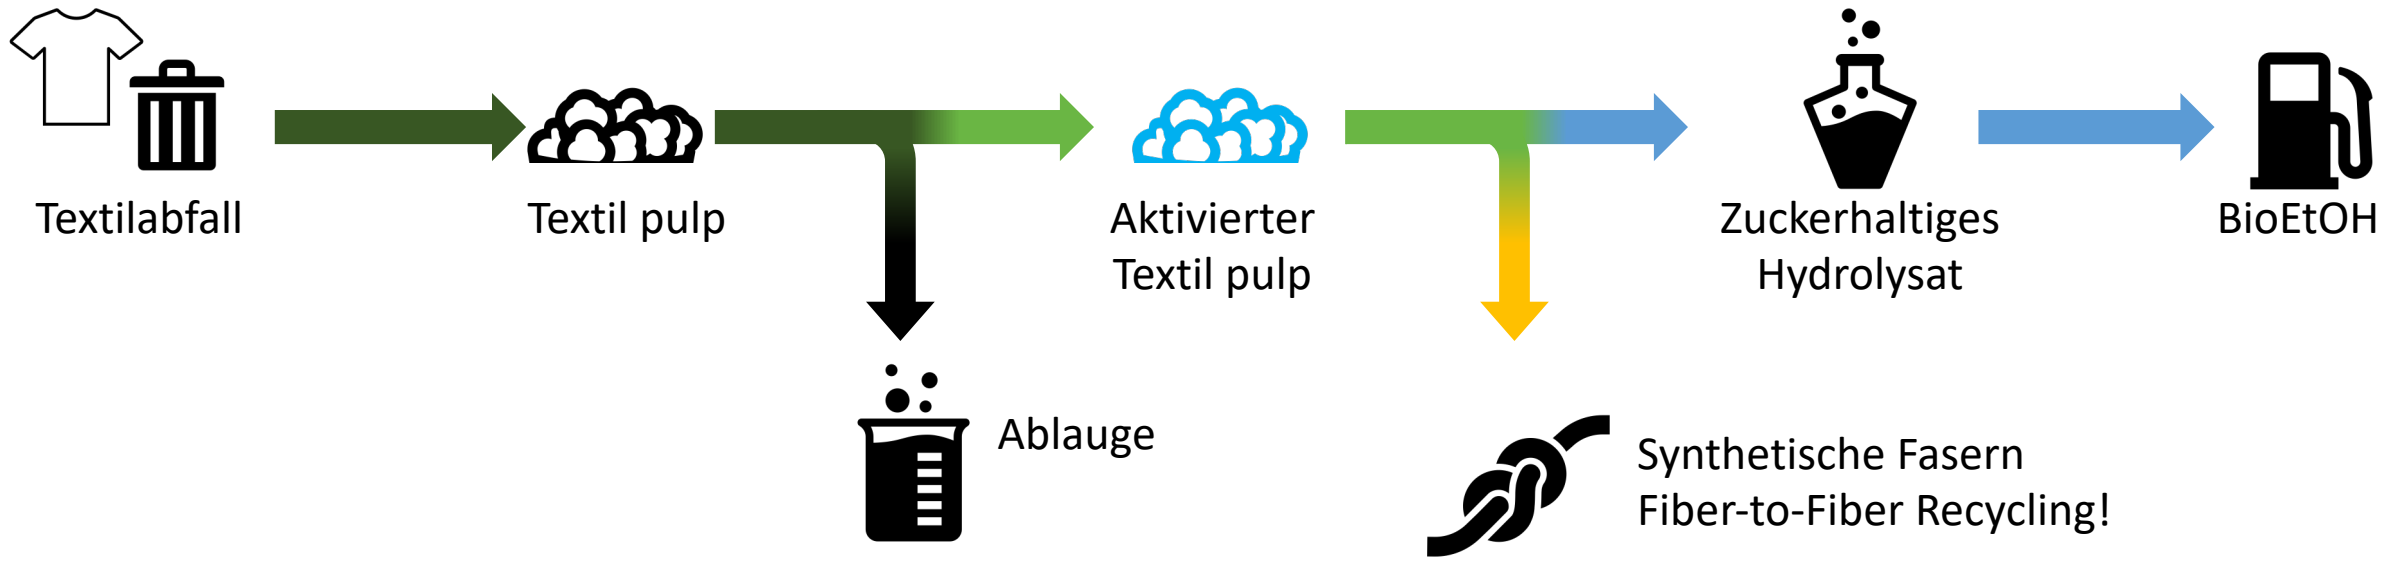 Textilabfall
Textil pulp
Aktivierter
Textil pulp
Zuckerhaltiges
Hydrolysat
BioEtOH
Ablauge
Synthetische Fasern
Fiber-to-Fiber Recycling!